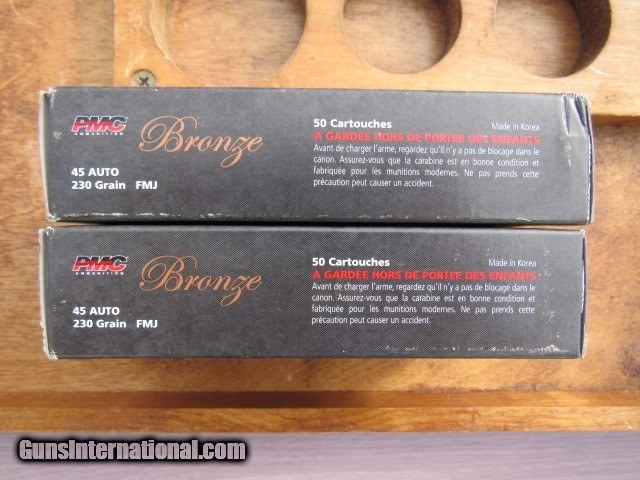 PMC
AMMUNITION
Bronze
45 AUTO
230 Grain FMJ
50 Cartouches
Made in Korea
A GARDEE HORS DE PORTEE DES ENFANTS
Avant de charger l'arme, regardez qu'il n'y a pas de blocage dans le
canon. Assurez-vous que la carabine est en bonne condition et
fabriquée pour les munitions modernes. Ne pas prends cette
précaution peut causer un accident.
PMC
AMMUNITION
Bronze
45 AUTO
230 Grain FMJ
50 Cartouches
Made in Korea
A GARDEE HORS DE PORTEE DES ENFANTS
Avant de charger l'arme, regardez qu'il n'y a pas de blocage dans le
canon. Assurez-vous que la carabine est en bonne condition et
fabriquée pour les munitions modernes. Ne pas prends cette
précaution peut causer un accident.
GunsInternational.com